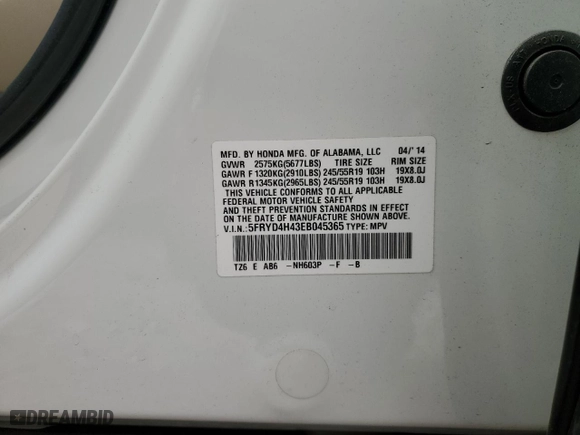 MFD. BY HONDA MFG. OF ALABAMA, LLC 04/'14
GVWR 2575KG(5677LBS) TIRE SIZE RIM SIZE
GAWR F 1320KG(2910LBS) 245/55R19 103H 19X8.0J
GAWR R1345KG(2965LBS) 245/55R19 103H 19X8.0J
THIS VEHICLE CONFORMS TO ALL APPLICABLE
FEDERAL MOTOR VEHICLE SAFETY
AND THEFT PREVENTION STANDARDS IN EFFECT ON
THE DATE OF MANUFACTURE SHOWN ABOVE.
V.I.N.:5FRYD4H43EB045365 TYPE: MPV
TZ6 E AB6 -NH603P -F -B
DREAMBID